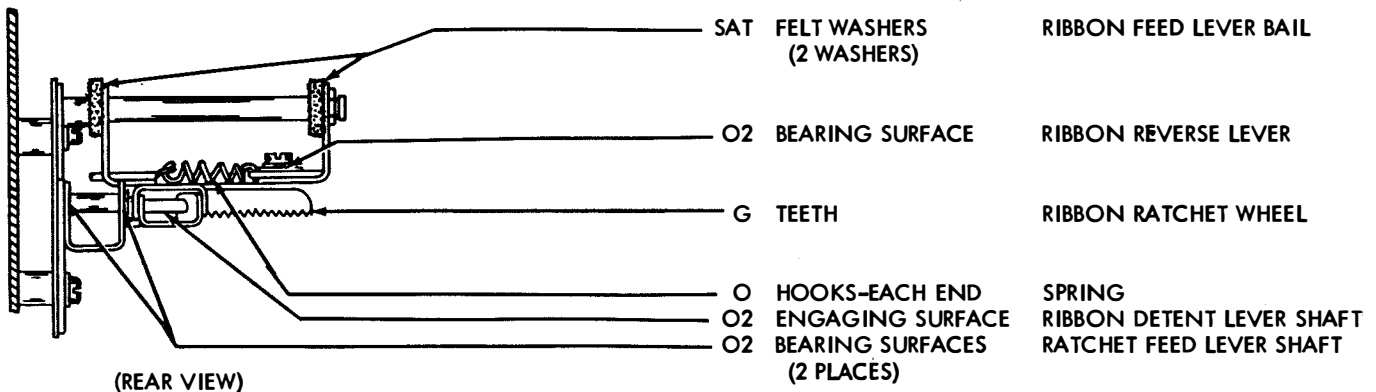 SAT FELT WASHERS RIBBON FEED LEVER BAIL
(2 WASHERS)
O2 BEARING SURFACE RIBBON REVERSE LEVER
G TEETH RIBBON RATCHET WHEEL
O HOOKS-EACH END SPRING
O2 ENGAGING SURFACE RIBBON DETENT LEVER SHAFT
O2 BEARING SURFACES RATCHET FEED LEVER SHAFT
(2 PLACES)
(REAR VIEW)